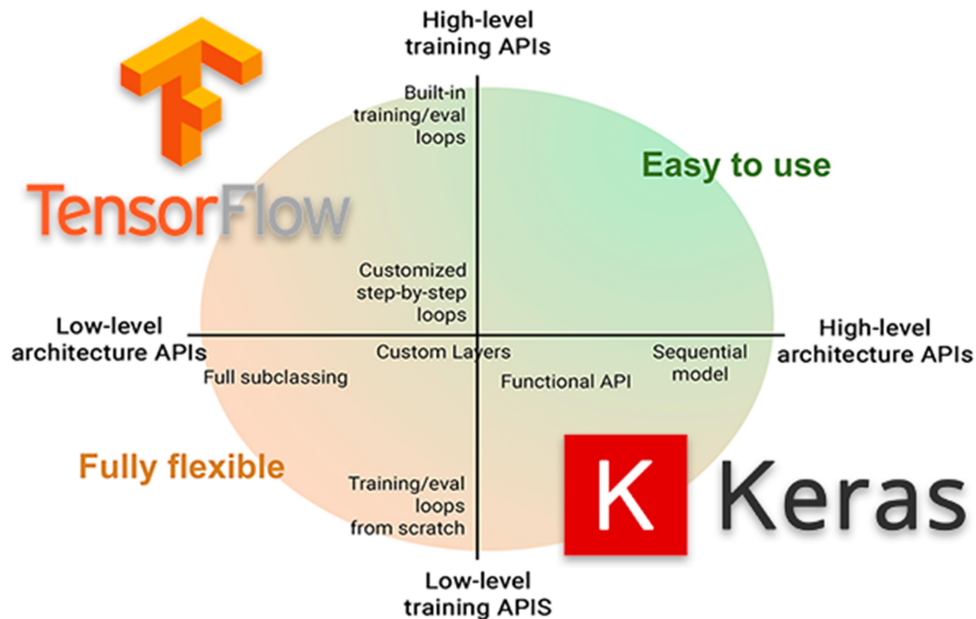 High-level
training APIs
TensorFlow
Built-in
training/eval
loops
Easy to use
Customized
step-by-step
loops
Low-level
architecture APIs
High-level
architecture APIs
Custom Layers
Full subclassing
Functional API
Sequential
model
Fully flexible
Training/eval
loops
from scratch
K Keras
Low-level
training APIS